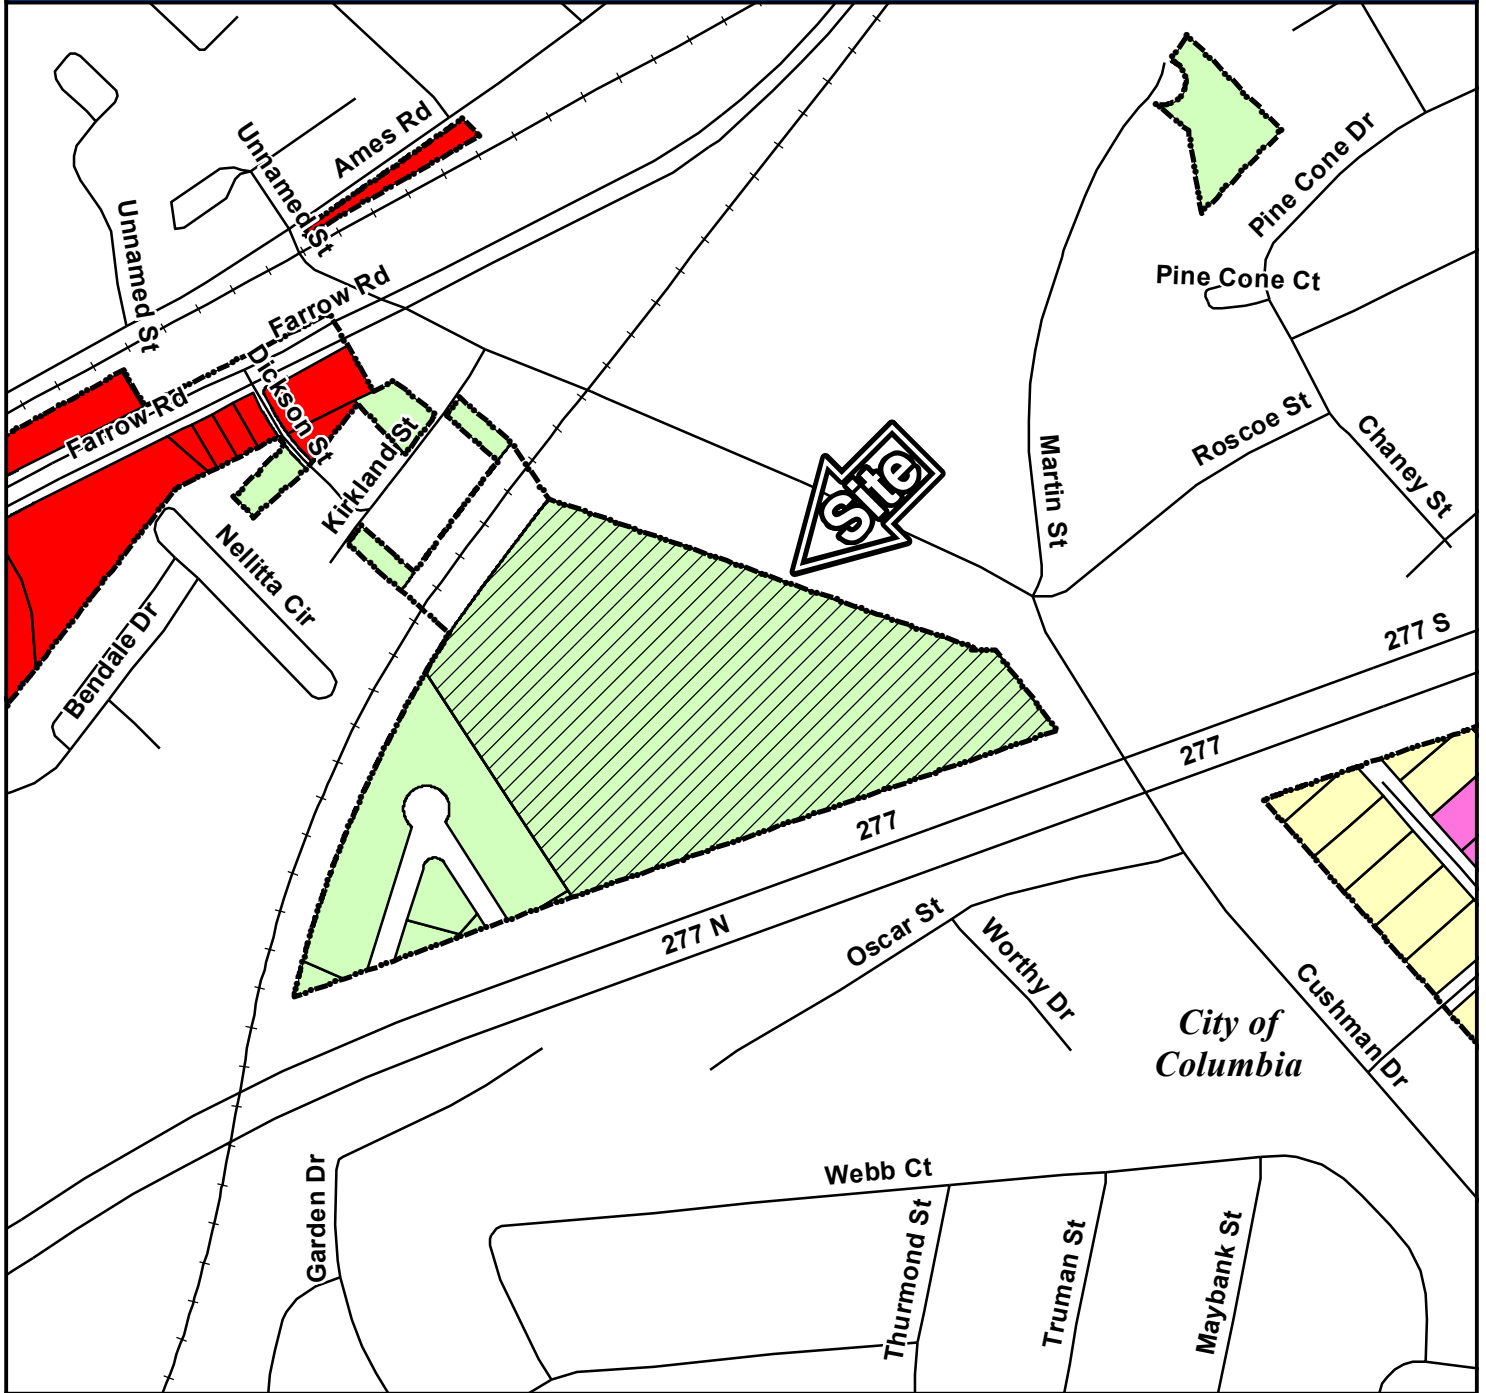 Ames Rd
Unnamed St
Unnamed St
Pine Cone Dr
Pine Cone Ct
Farrow Rd
Dickson St
Farrow Rd
Kirkland St
Nellitta Cir
Bendale Dr
Site
Martin St
Roscoe St
Chaney St
277 S
277
277
277 N
Oscar St
Worthy Dr
City of
Columbia
Cushman Dr
Garden Dr
Webb Ct
Thurmond St
Truman St
Maybank St